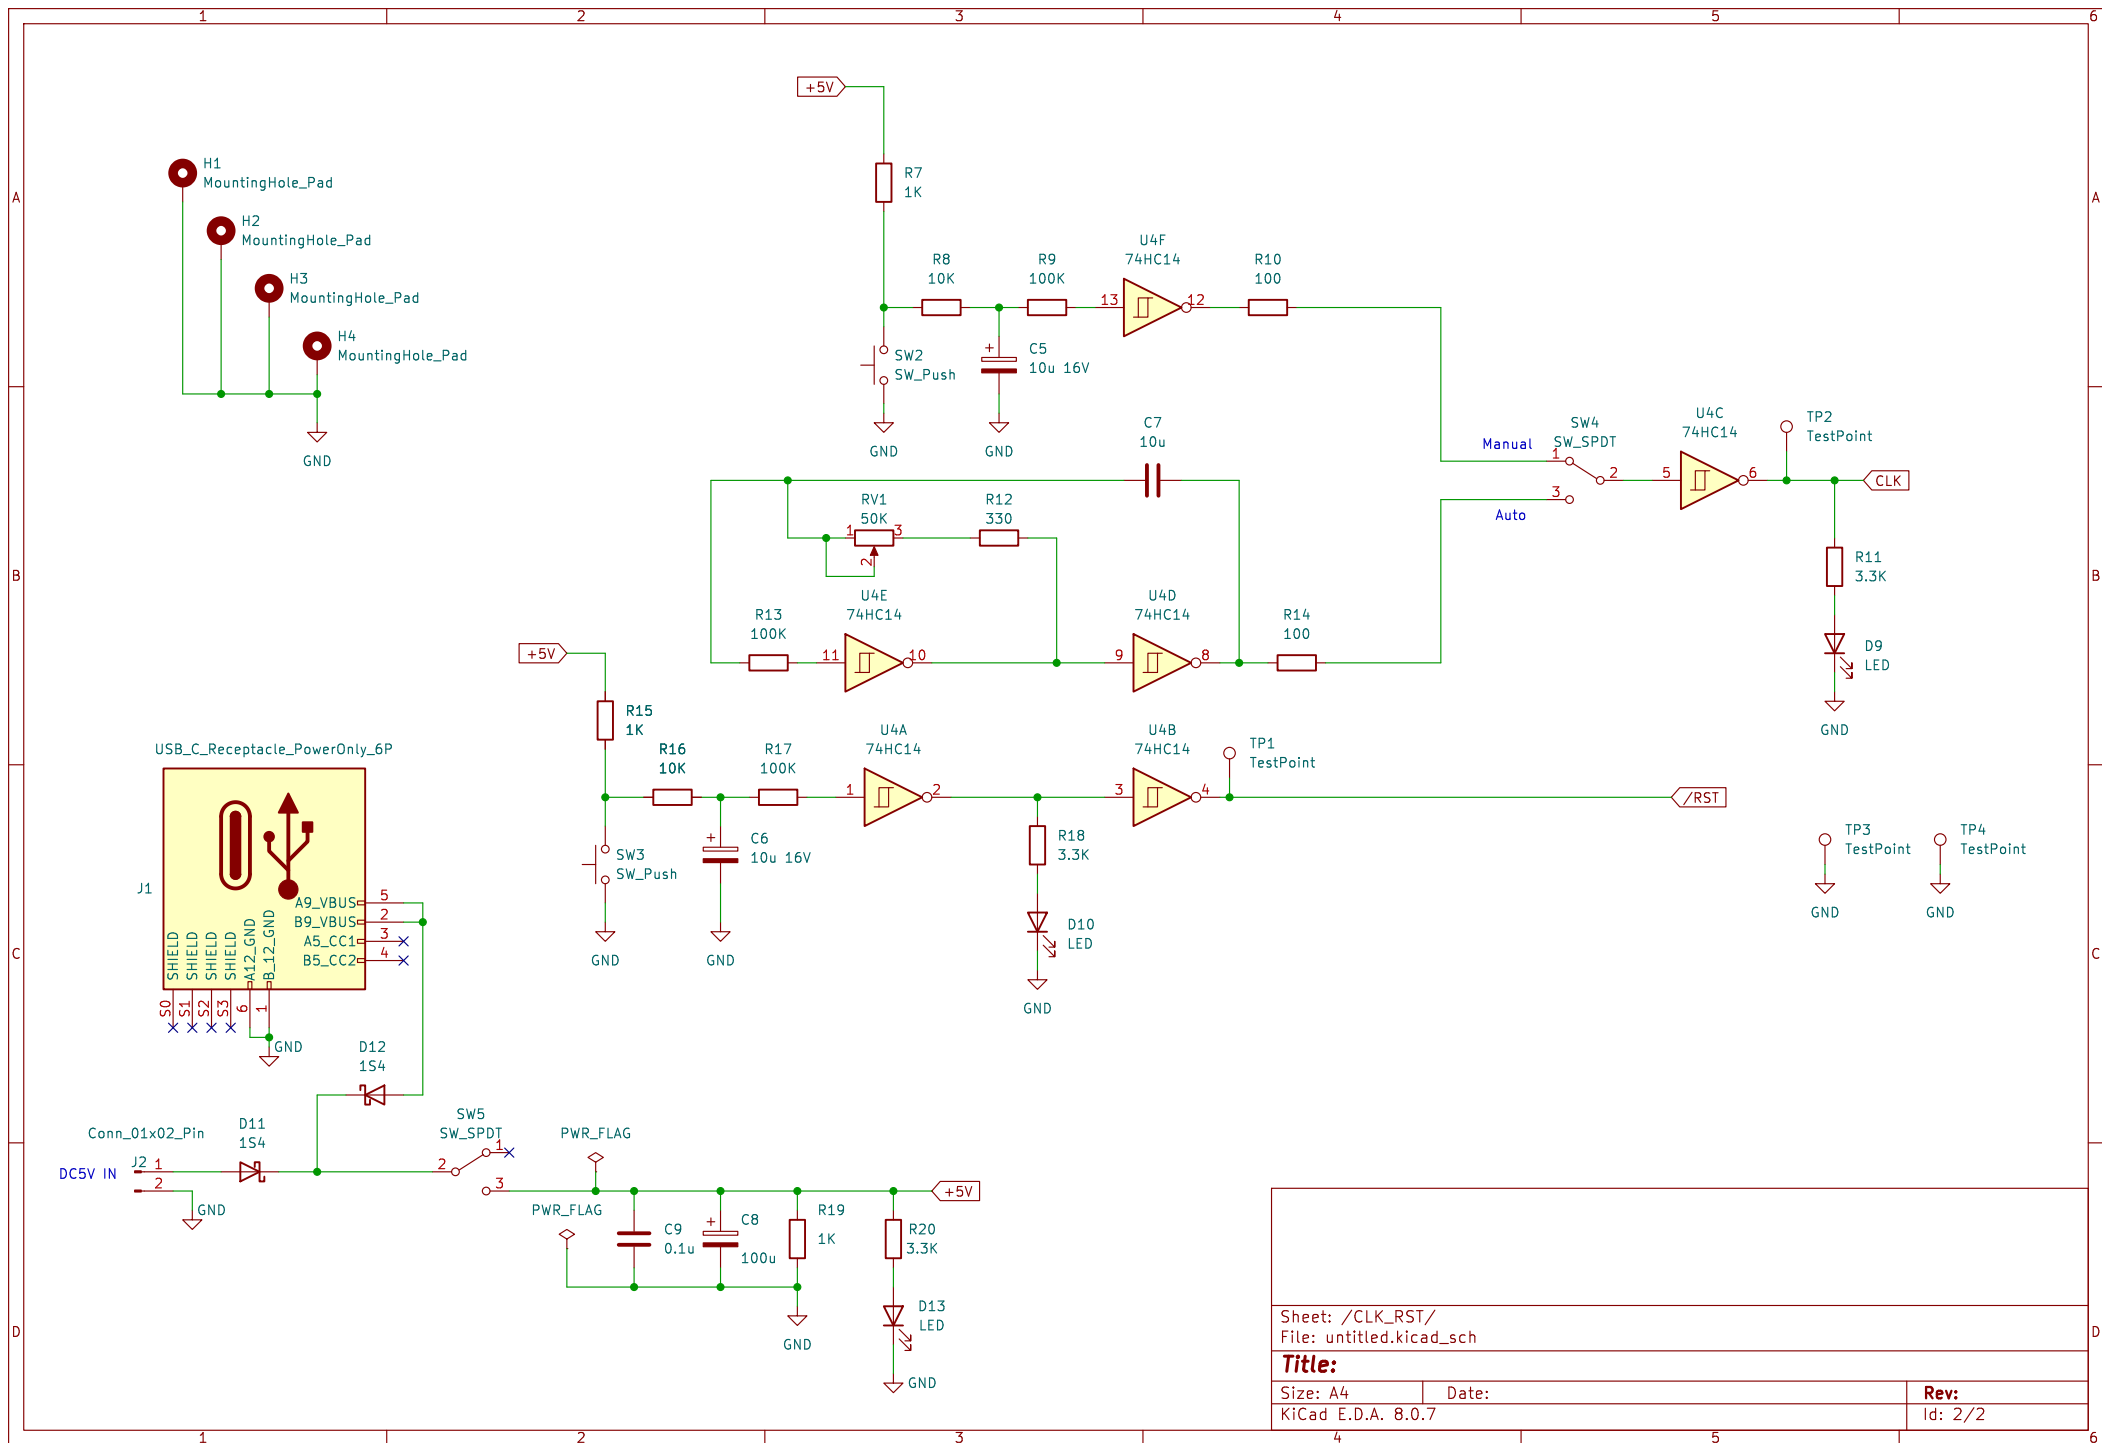 1 2 3 4 5 6
A
B
C
D
A
B
C
D
1 2 3 4 5 6
+5V
R7
1K
H1
MountingHole_Pad
H2
MountingHole_Pad
H3
MountingHole_Pad
H4
MountingHole_Pad
GND
R8
10K
R9
100K
U4F
74HC14
13
12
R10
100
SW2
SW_Push
GND
C5
10u 16V
GND
C7
10u
RV1
50K
1
3
2
R12
330
R13
100K
U4E
74HC14
11
10
U4D
74HC14
9
8
R14
100
Manual
Auto
SW4
SW_SPDT
1
2
3
U4C
74HC14
5
6
TP2
TestPoint
CLK
R11
3.3K
D9
LED
GND
+5V
R15
1K
R16
10K
R17
100K
U4A
74HC14
1
2
U4B
74HC14
3
4
TP1
TestPoint
/RST
SW3
SW_Push
GND
C6
10u 16V
GND
R18
3.3K
D10
LED
GND
TP3
TestPoint
GND
TP4
TestPoint
GND
USB_C_Receptacle_PowerOnly_6P
J1
A9_VBUS
5
B9_VBUS
2
A5_CC1
3
B5_CC2
4
SHIELD
SHIELD
SHIELD
SHIELD
A12_GND
B_12_GND
S0
S1
S2
S3
6
1
GND
D12
1S4
Conn_01x02_Pin
J2
DC5V IN
1
2
GND
D11
1S4
SW5
SW_SPDT
2
1
3
PWR_FLAG
PWR_FLAG
+5V
C9
0.1u
C8
100u
R19
1K
GND
R20
3.3K
D13
LED
GND
Sheet: /CLK_RST/
File: untitled.kicad_sch
Title:
Size: A4
Date:
Rev:
KiCad E.D.A. 8.0.7
Id: 2/2